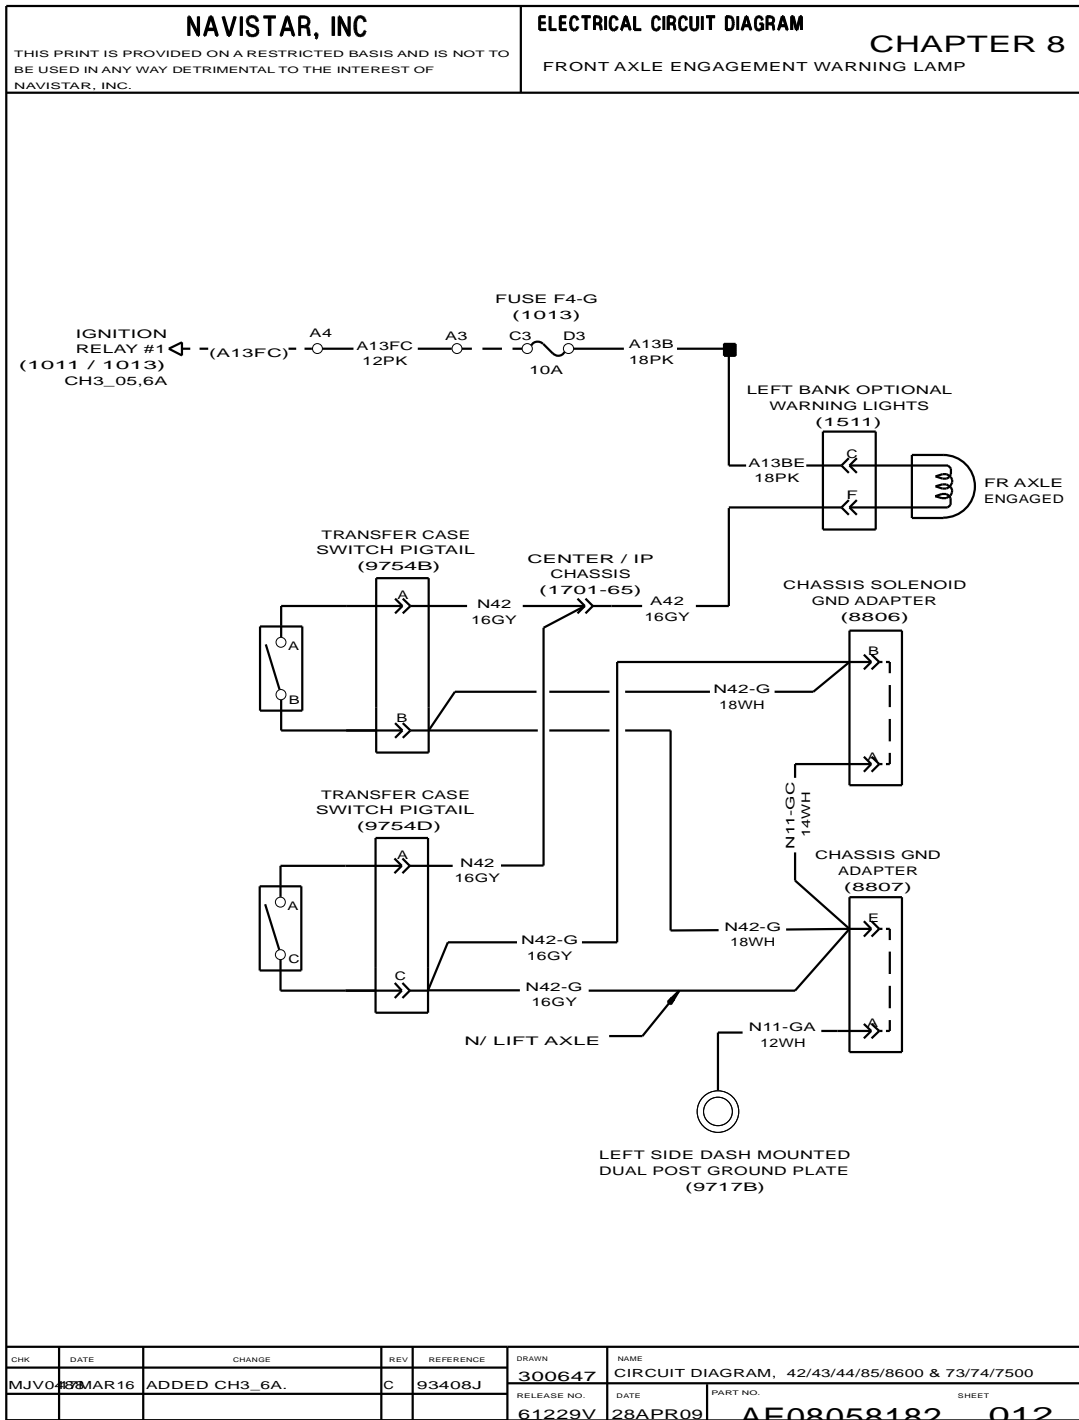 NAVISTAR, INC
THIS PRINT IS PROVIDED ON A RESTRICTED BASIS AND IS NOT TO
BE USED IN ANY WAY DETRIMENTAL TO THE INTEREST OF
NAVISTAR, INC.
ELECTRICAL CIRCUIT DIAGRAM
CHAPTER 8
FRONT AXLE ENGAGEMENT WARNING LAMP
FUSE F4-G
(1013)
IGNITION
RELAY #1
(1011 / 1013)
CH3_05,6A
(A13FC)
A4
A13FC
12PK
A3
C3
D3
10A
A13B
18PK
LEFT BANK OPTIONAL
WARNING LIGHTS
(1511)
A13BE
18PK
C
F
FR AXLE
ENGAGED
TRANSFER CASE
SWITCH PIGTAIL
(9754B)
CENTER / IP
CHASSIS
(1701-65)
CHASSIS SOLENOID
GND ADAPTER
(8806)
A
N42
16GY
A42
16GY
A
B
B
B
N42-G
18WH
A
TRANSFER CASE
SWITCH PIGTAIL
(9754D)
N11-GC
14WH
CHASSIS GND
ADAPTER
(8807)
A
N42
16GY
A
C
C
N42-G
18WH
E
N42-G
16GY
N42-G
16GY
N/ LIFT AXLE
N11-GA
12WH
A
LEFT SIDE DASH MOUNTED
DUAL POST GROUND PLATE
(9717B)
CHK DATE CHANGE REV REFERENCE
MAR16 ADDED CH3_6A. C 93408J
DRAWN
300647
NAME
CIRCUIT DIAGRAM, 42/43/44/85/8600 & 73/74/7500
RELEASE NO.
61229V
DATE
28APR09
PART NO.
AE08058182
SHEET
012